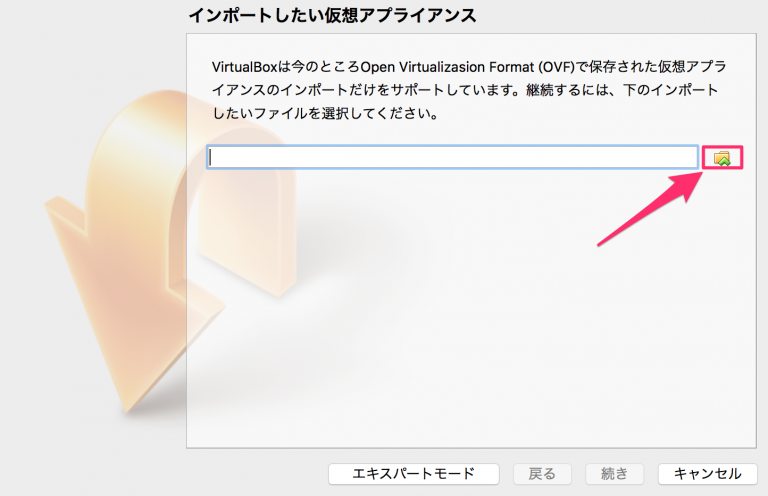 インポートしたい仮想アプライアンス
VirtualBoxは今のところOpen Virtualizasion Format (OVF)で保存された仮想アプラ
イアンスのインポートだけをサポートしています。継続するには、下のインポート
したいファイルを選択してください。
エキスパートモード
戻る
続き
キャンセル